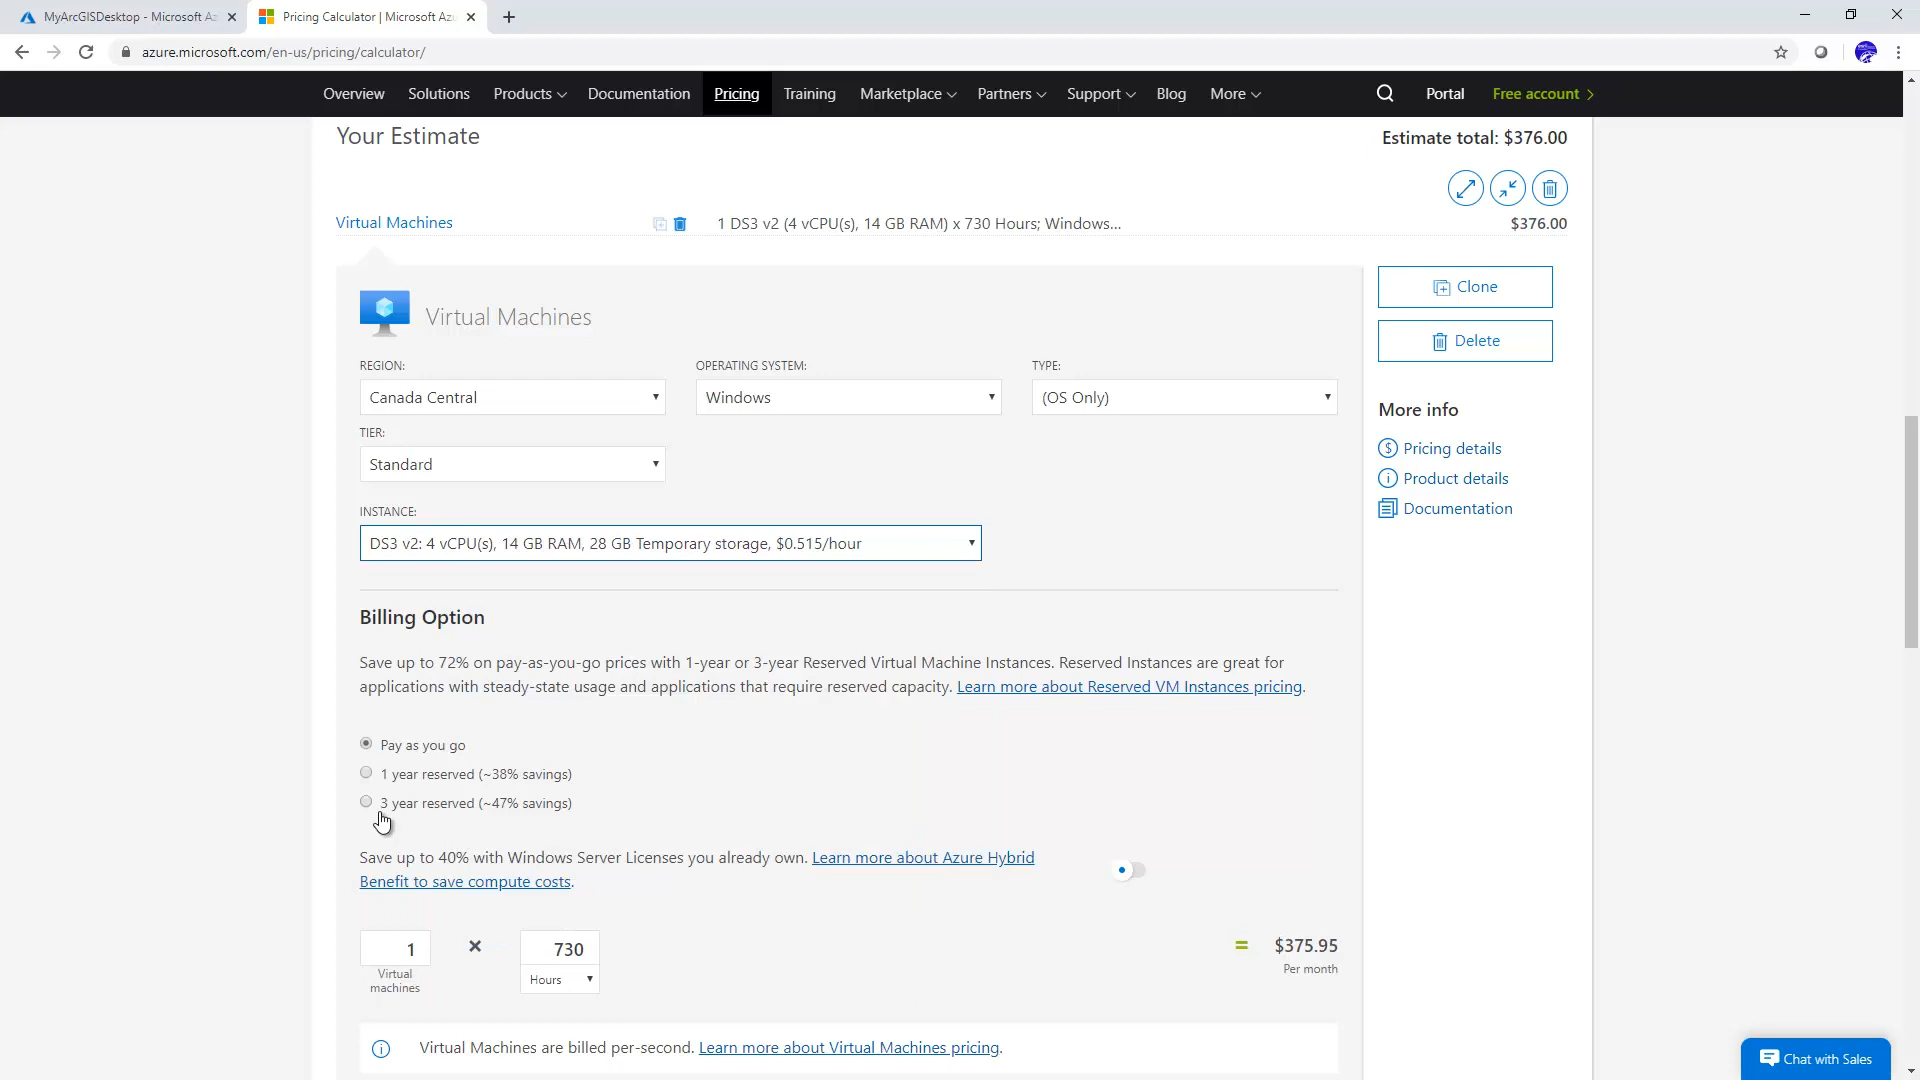 MyArcGISDesktop - Microsoft Az
Pricing Calculator | Microsoft Azu
azure.microsoft.com/en-us/pricing/calculator/
Overview Solutions Products Documentation Pricing Training Marketplace Partners Support Blog More Portal Free account
Your Estimate
Estimate total: $376.00
Virtual Machines
1 DS3 v2 (4 vCPU(s), 14 GB RAM) x 730 Hours; Windows...
$376.00
Virtual Machines
Clone
Delete
REGION: OPERATING SYSTEM: TYPE:
Canada Central Windows (OS Only)
TIER:
Standard
More info
Pricing details
Product details
Documentation
INSTANCE:
DS3 v2: 4 vCPU(s), 14 GB RAM, 28 GB Temporary storage, $0.515/hour
Billing Option
Save up to 72% on pay-as-you-go prices with 1-year or 3-year Reserved Virtual Machine Instances. Reserved Instances are great for
applications with steady-state usage and applications that require reserved capacity. Learn more about Reserved VM Instances pricing.
Pay as you go
1 year reserved (~38% savings)
3 year reserved (~47% savings)
Save up to 40% with Windows Server Licenses you already own. Learn more about Azure Hybrid
Benefit to save compute costs.
1 × 730 = $375.95
Virtual
machines
Hours
Per month
Virtual Machines are billed per-second. Learn more about Virtual Machines pricing.
Chat with Sales